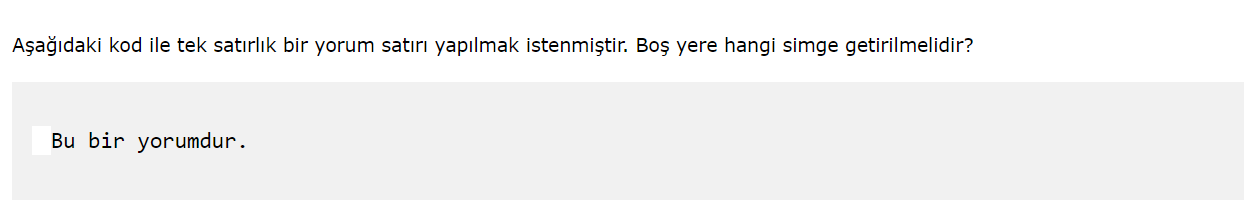 Aşağıdaki kod ile tek satırlık bir yorum satırı yapılmak istenmiştir. Boş yere hangi simge getirilmelidir?
Bu bir yorumdur.